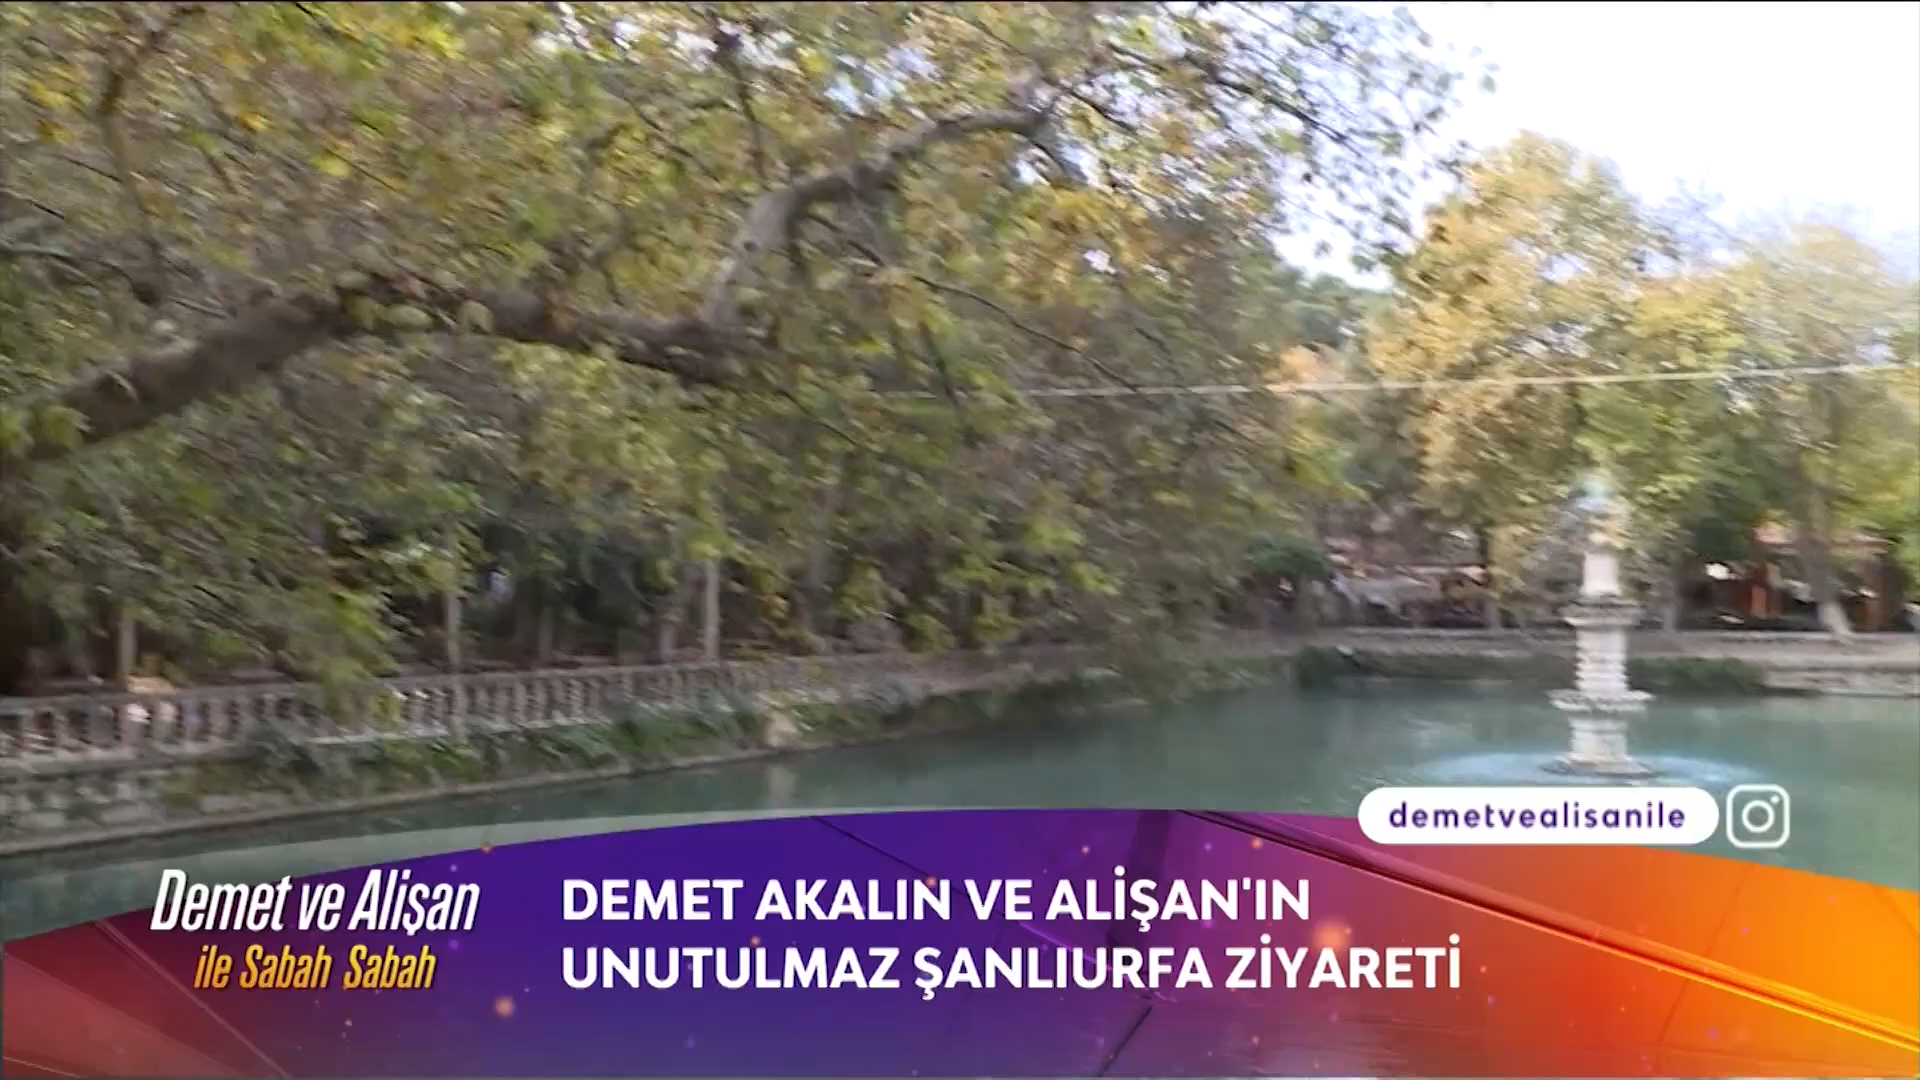 demetvealisanile
Demet ve Alişan
ile Sabah Sabah
DEMET AKALIN VE ALİŞAN'IN
UNUTULMAZ ŞANLIURFA ZİYARETİ